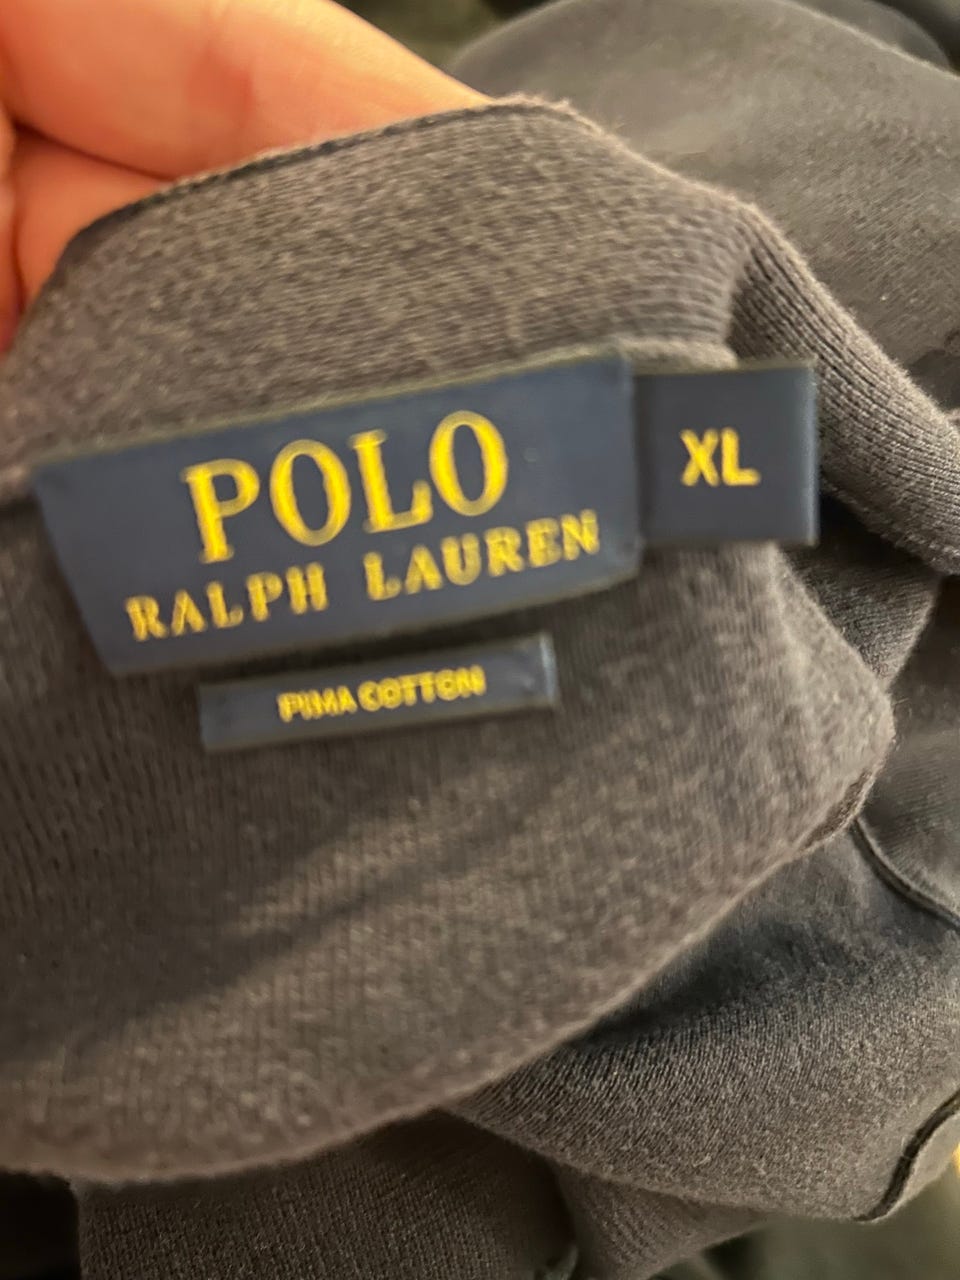 POLO
RALPH LAUREN
XL
PIMA COTTON